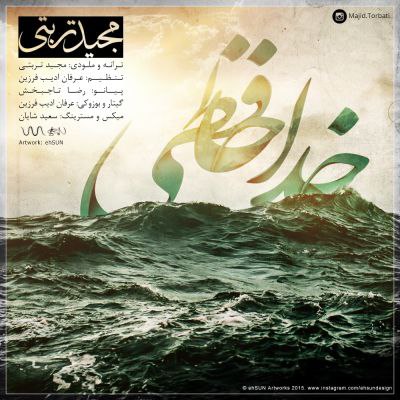 Majid.Torbati
مجید تربتی
ترانه و ملودی: مجید تربتی
تنظیم: عرفان ادیب فرزین
پیانو: رضا تاجبخش
گیتار و بوزوکی: عرفان ادیب فرزین
میکس و مسترینگ: سعید شایان
Artwork: ehSUN
خداحافظی
© ehSUN Artworks 2015. www.instagram.com/ehsundesign